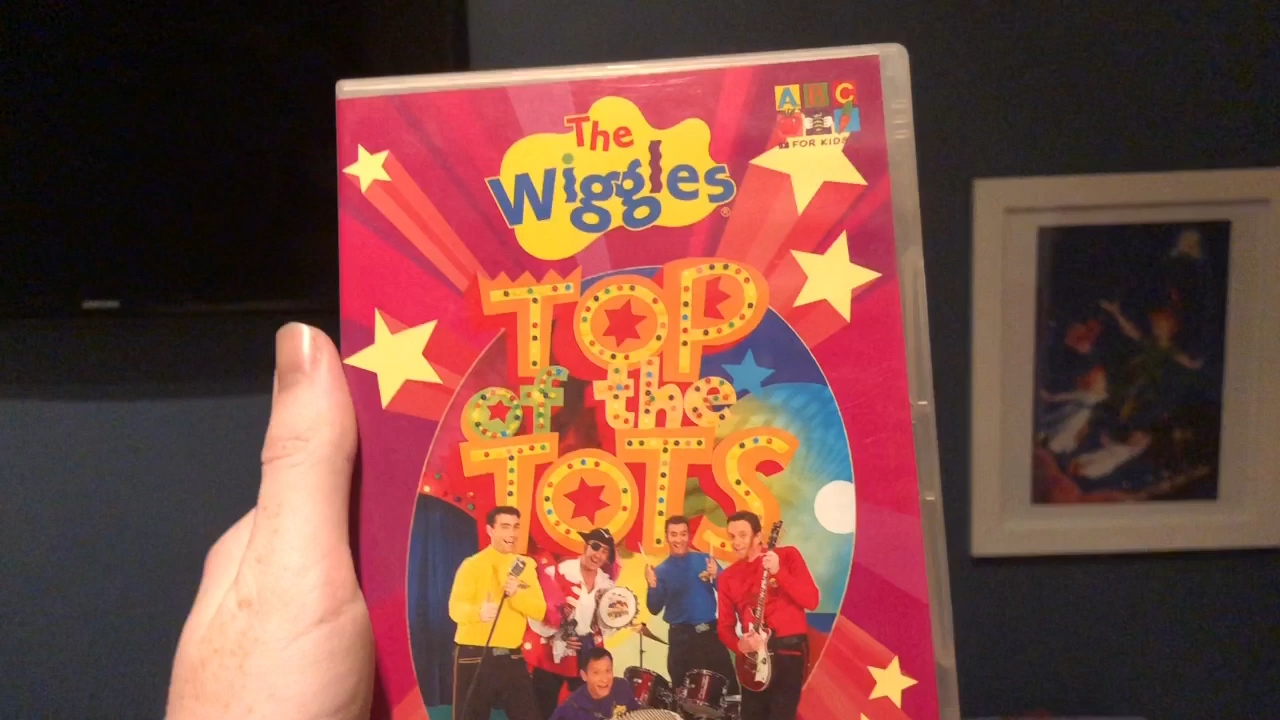 The
Wiggles®
ABC
FOR KIDS
TOP
of the
TOTS